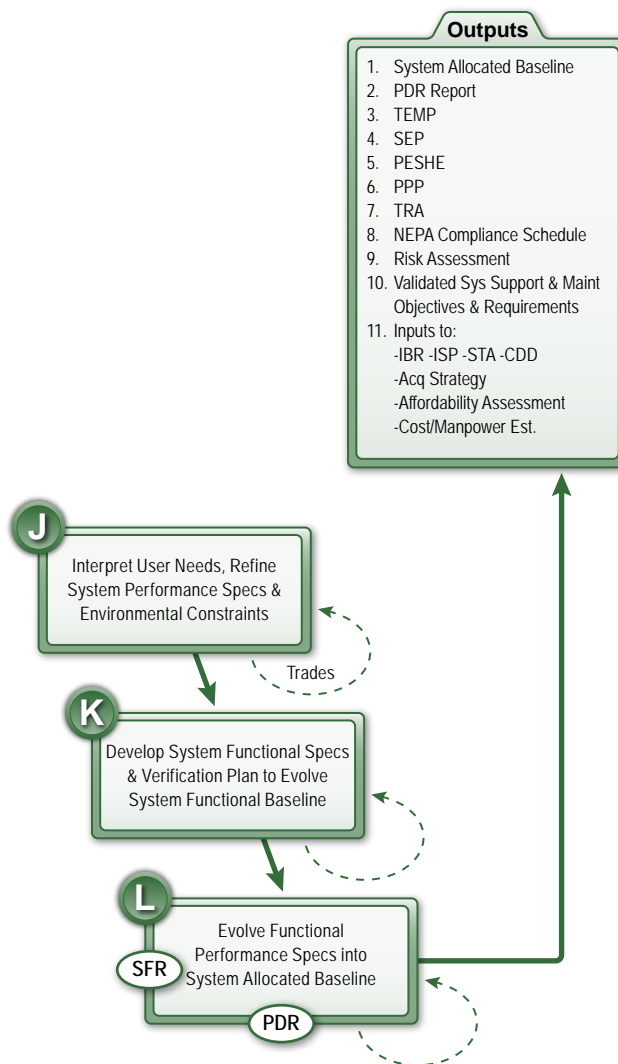 Outputs
1. System Allocated Baseline
2. PDR Report
3. TEMP
4. SEP
5. PESHE
6. PPP
7. TRA
8. NEPA Compliance Schedule
9. Risk Assessment
10. Validated Sys Support & Maint
Objectives & Requirements
11. Inputs to:
-IBR -ISP -STA -CDD
-Acq Strategy
-Affordability Assessment
-Cost/Manpower Est.
J
Interpret User Needs, Refine
System Performance Specs &
Environmental Constraints
Trades
K
Develop System Functional Specs
& Verification Plan to Evolve
System Functional Baseline
L
Evolve Functional
Performance Specs into
System Allocated Baseline
SFR
PDR